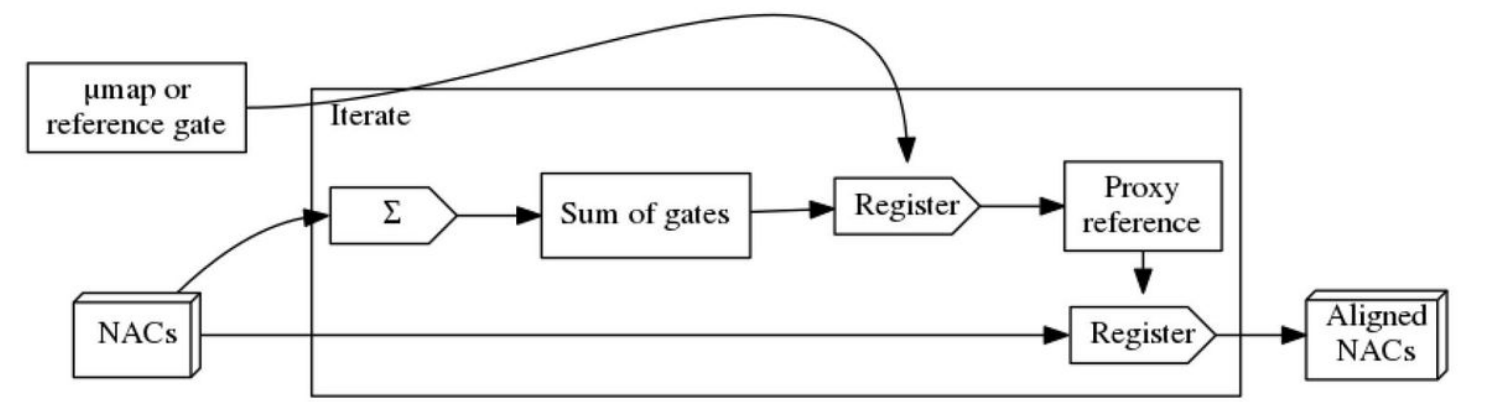 μmap or
reference gate
Iterate
Σ
Sum of gates
Register
Proxy
reference
NACs
Register
Aligned
NACs